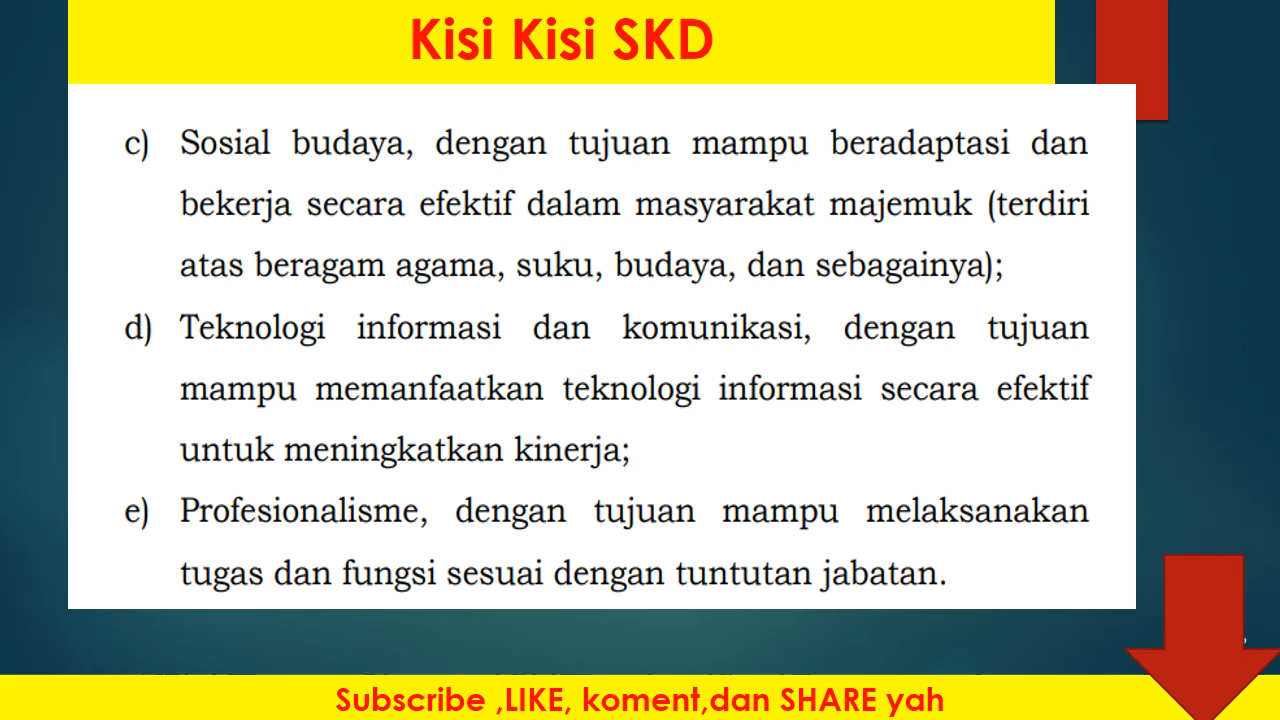 Kisi Kisi SKD
c) Sosial budaya, dengan tujuan mampu beradaptasi dan
bekerja secara efektif dalam masyarakat majemuk (terdiri
atas beragam agama, suku, budaya, dan sebagainya);
d) Teknologi informasi dan komunikasi, dengan tujuan
mampu memanfaatkan teknologi informasi secara efektif
untuk meningkatkan kinerja;
e) Profesionalisme, dengan tujuan mampu melaksanakan
tugas dan fungsi sesuai dengan tuntutan jabatan.
Subscribe ,LIKE, koment,dan SHARE yah